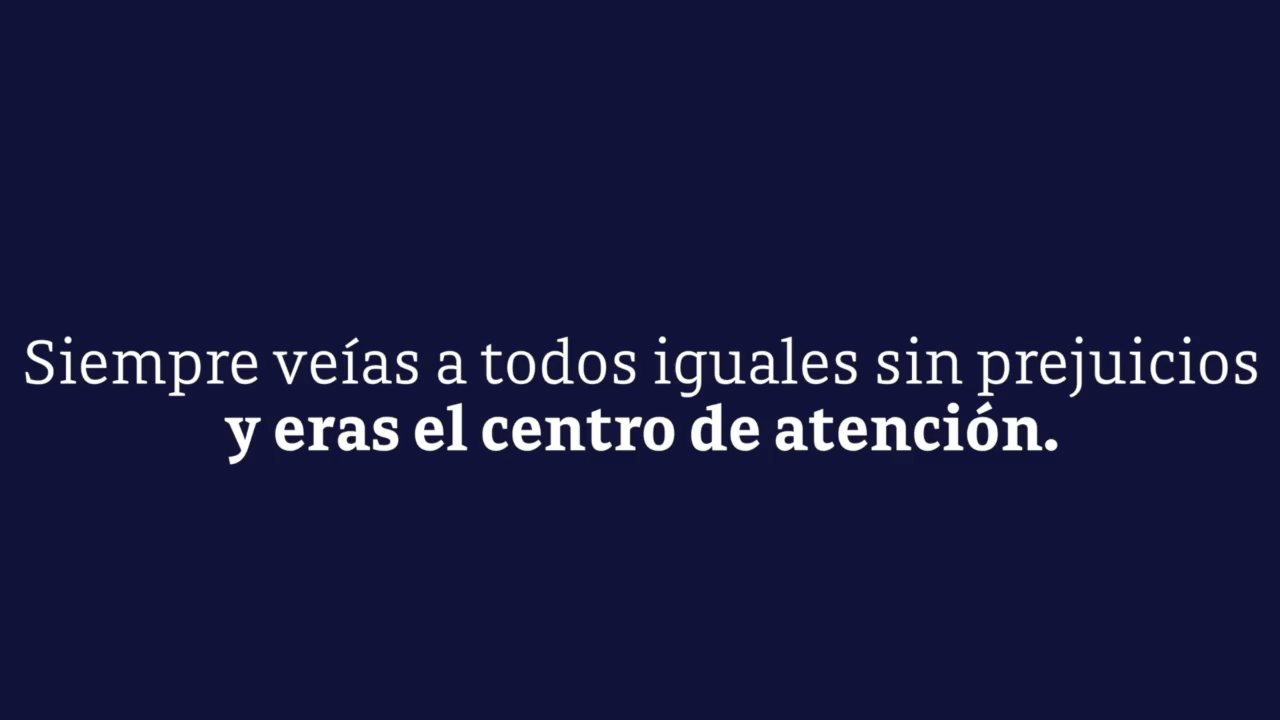 Siempre veías a todos iguales sin prejuicios
y eras el centro de atención.